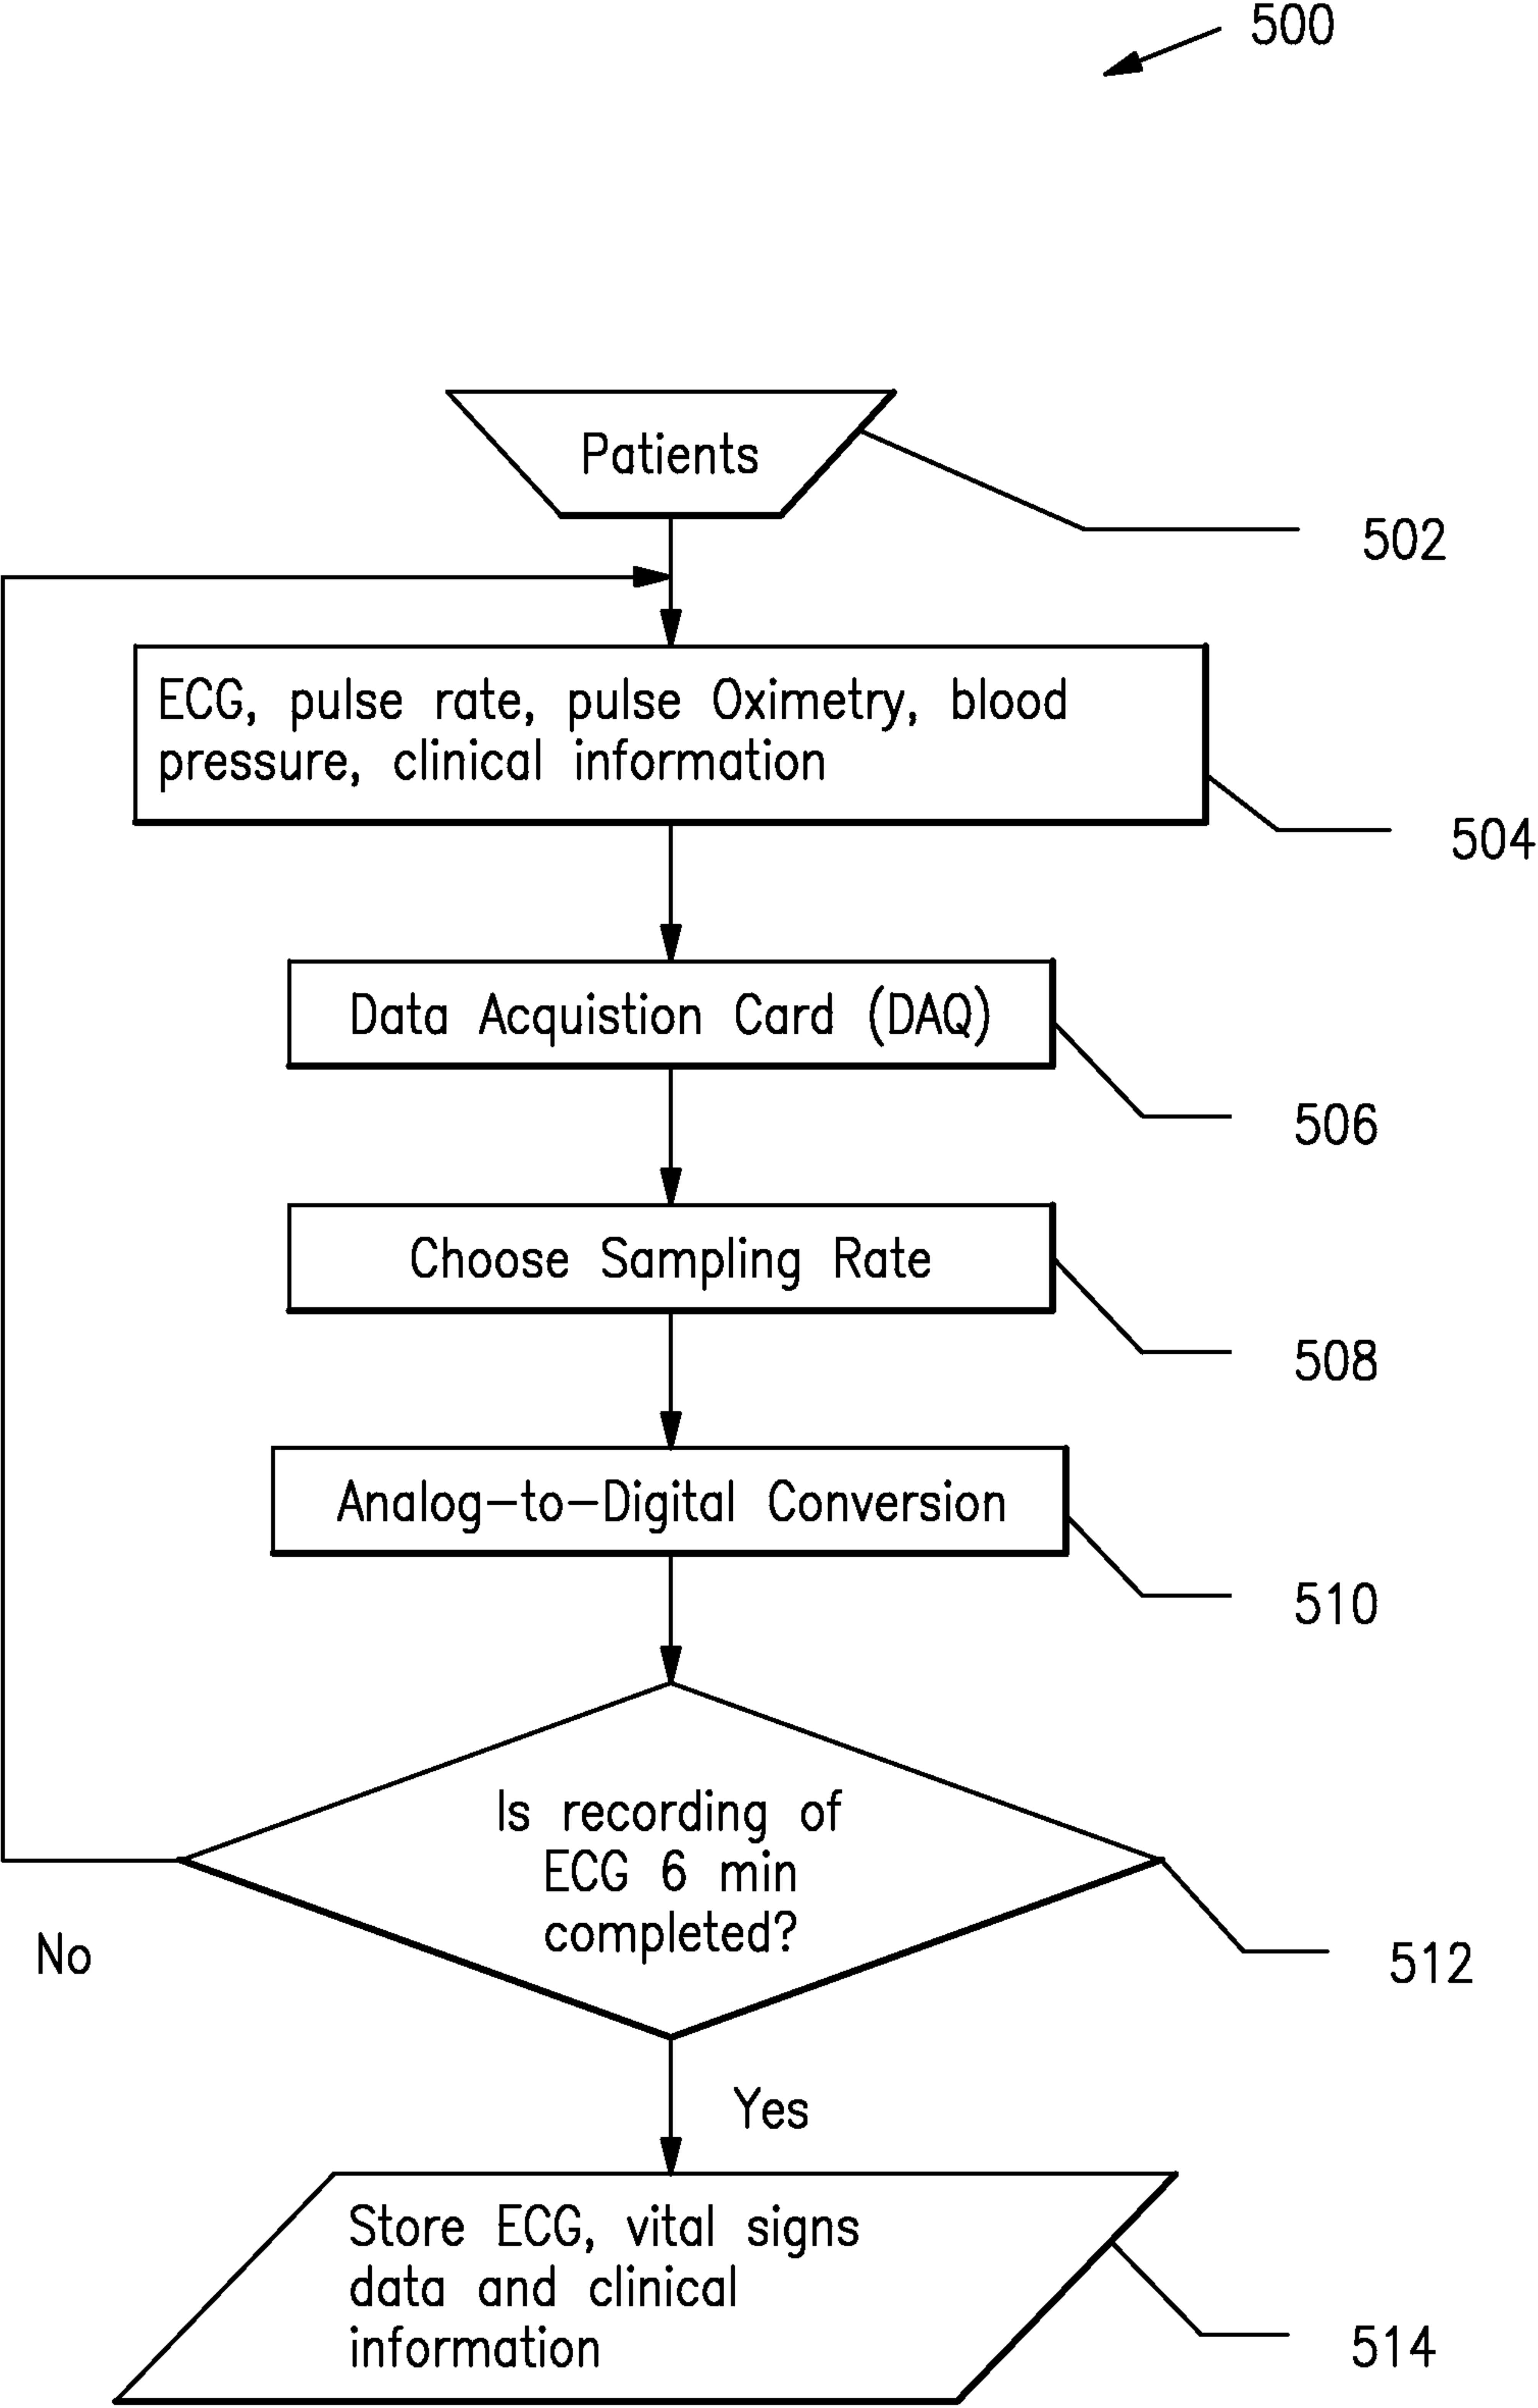 500
Patients
502
ECG, pulse rate, pulse Oximetry, blood
pressure, clinical information
504
Data Acquistion Card (DAQ)
506
Choose Sampling Rate
508
Analog-to-Digital Conversion
510
Is recording of
ECG 6 min
completed?
No
512
Yes
Store ECG, vital signs
data and clinical
information
514